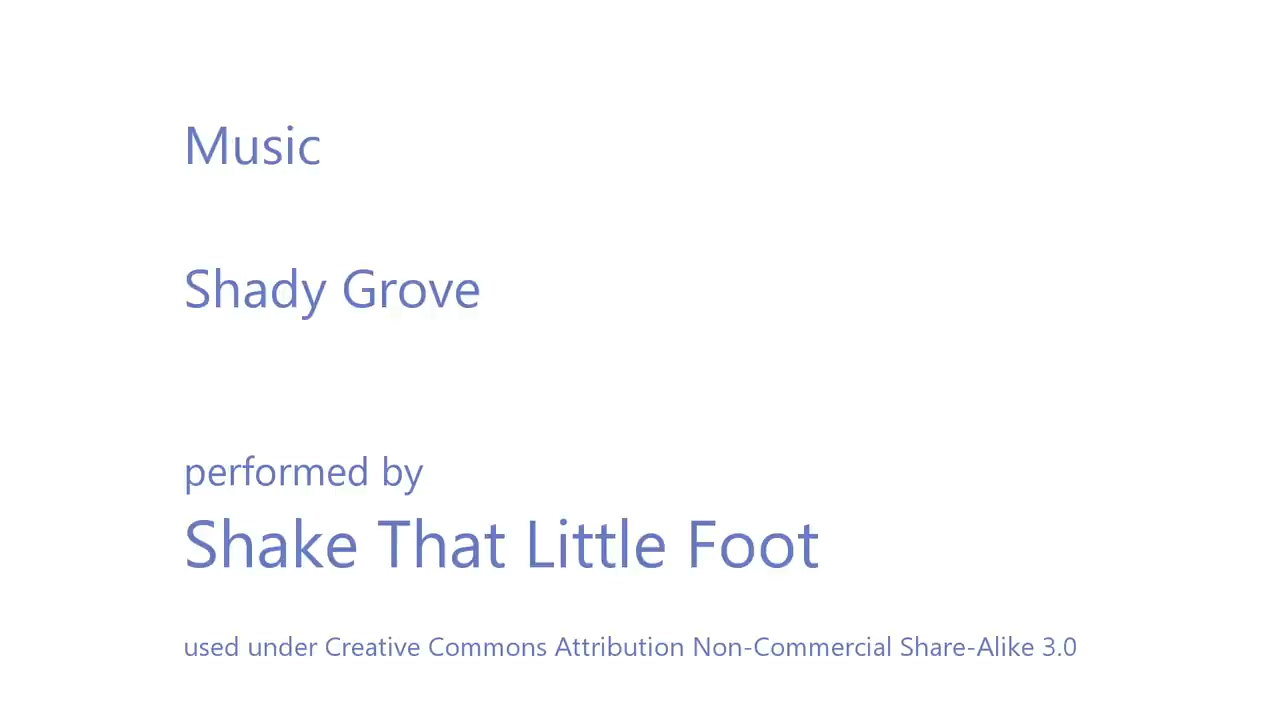 Music
Shady Grove
performed by
Shake That Little Foot
used under Creative Commons Attribution Non-Commercial Share-Alike 3.0